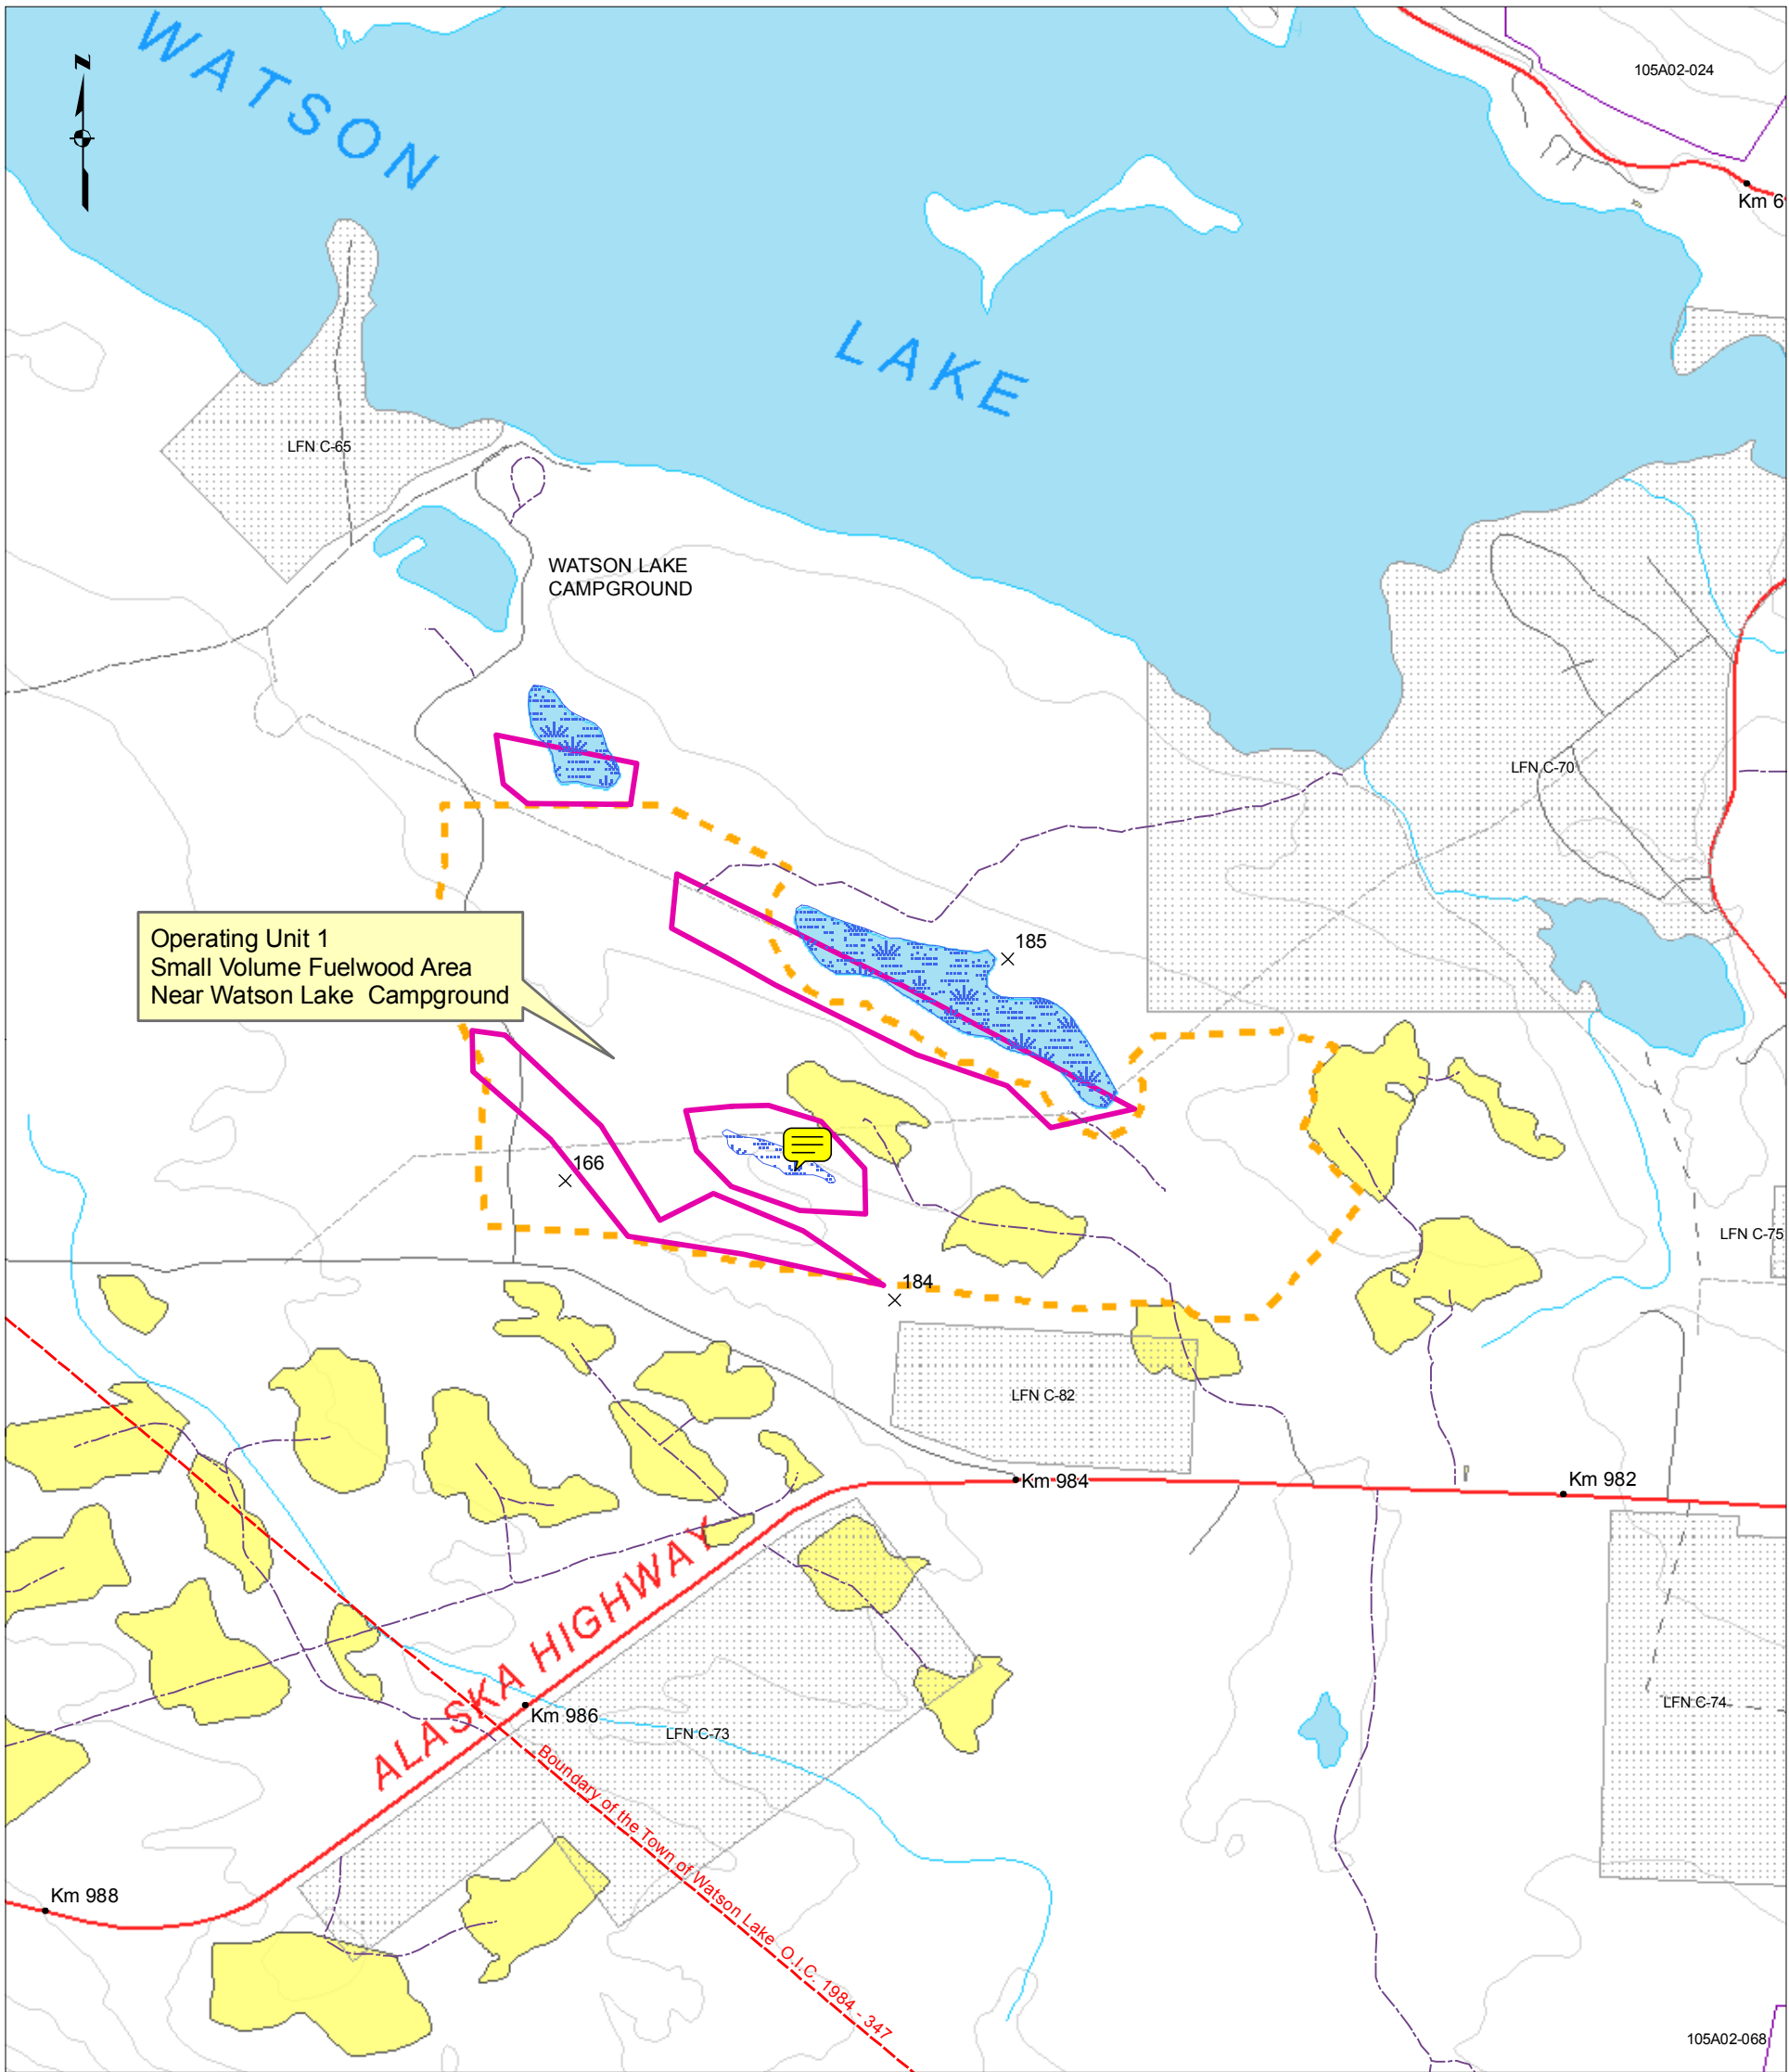 WATSON
N
105A02-024
Km 6
LAKE
LFN C-65
WATSON LAKE
CAMPGROUND
LFN C-70
Operating Unit 1
Small Volume Fuelwood Area
Near Watson Lake Campground
185
166
LFN C-75
184
LFN C-82
Km 984
Km 982
ALASKA HIGHWAY
Km 986
LFN C-73
LFN C-74
Boundary of the Town of Watson Lake O.I.C. 1984 - 347
Km 988
105A02-068